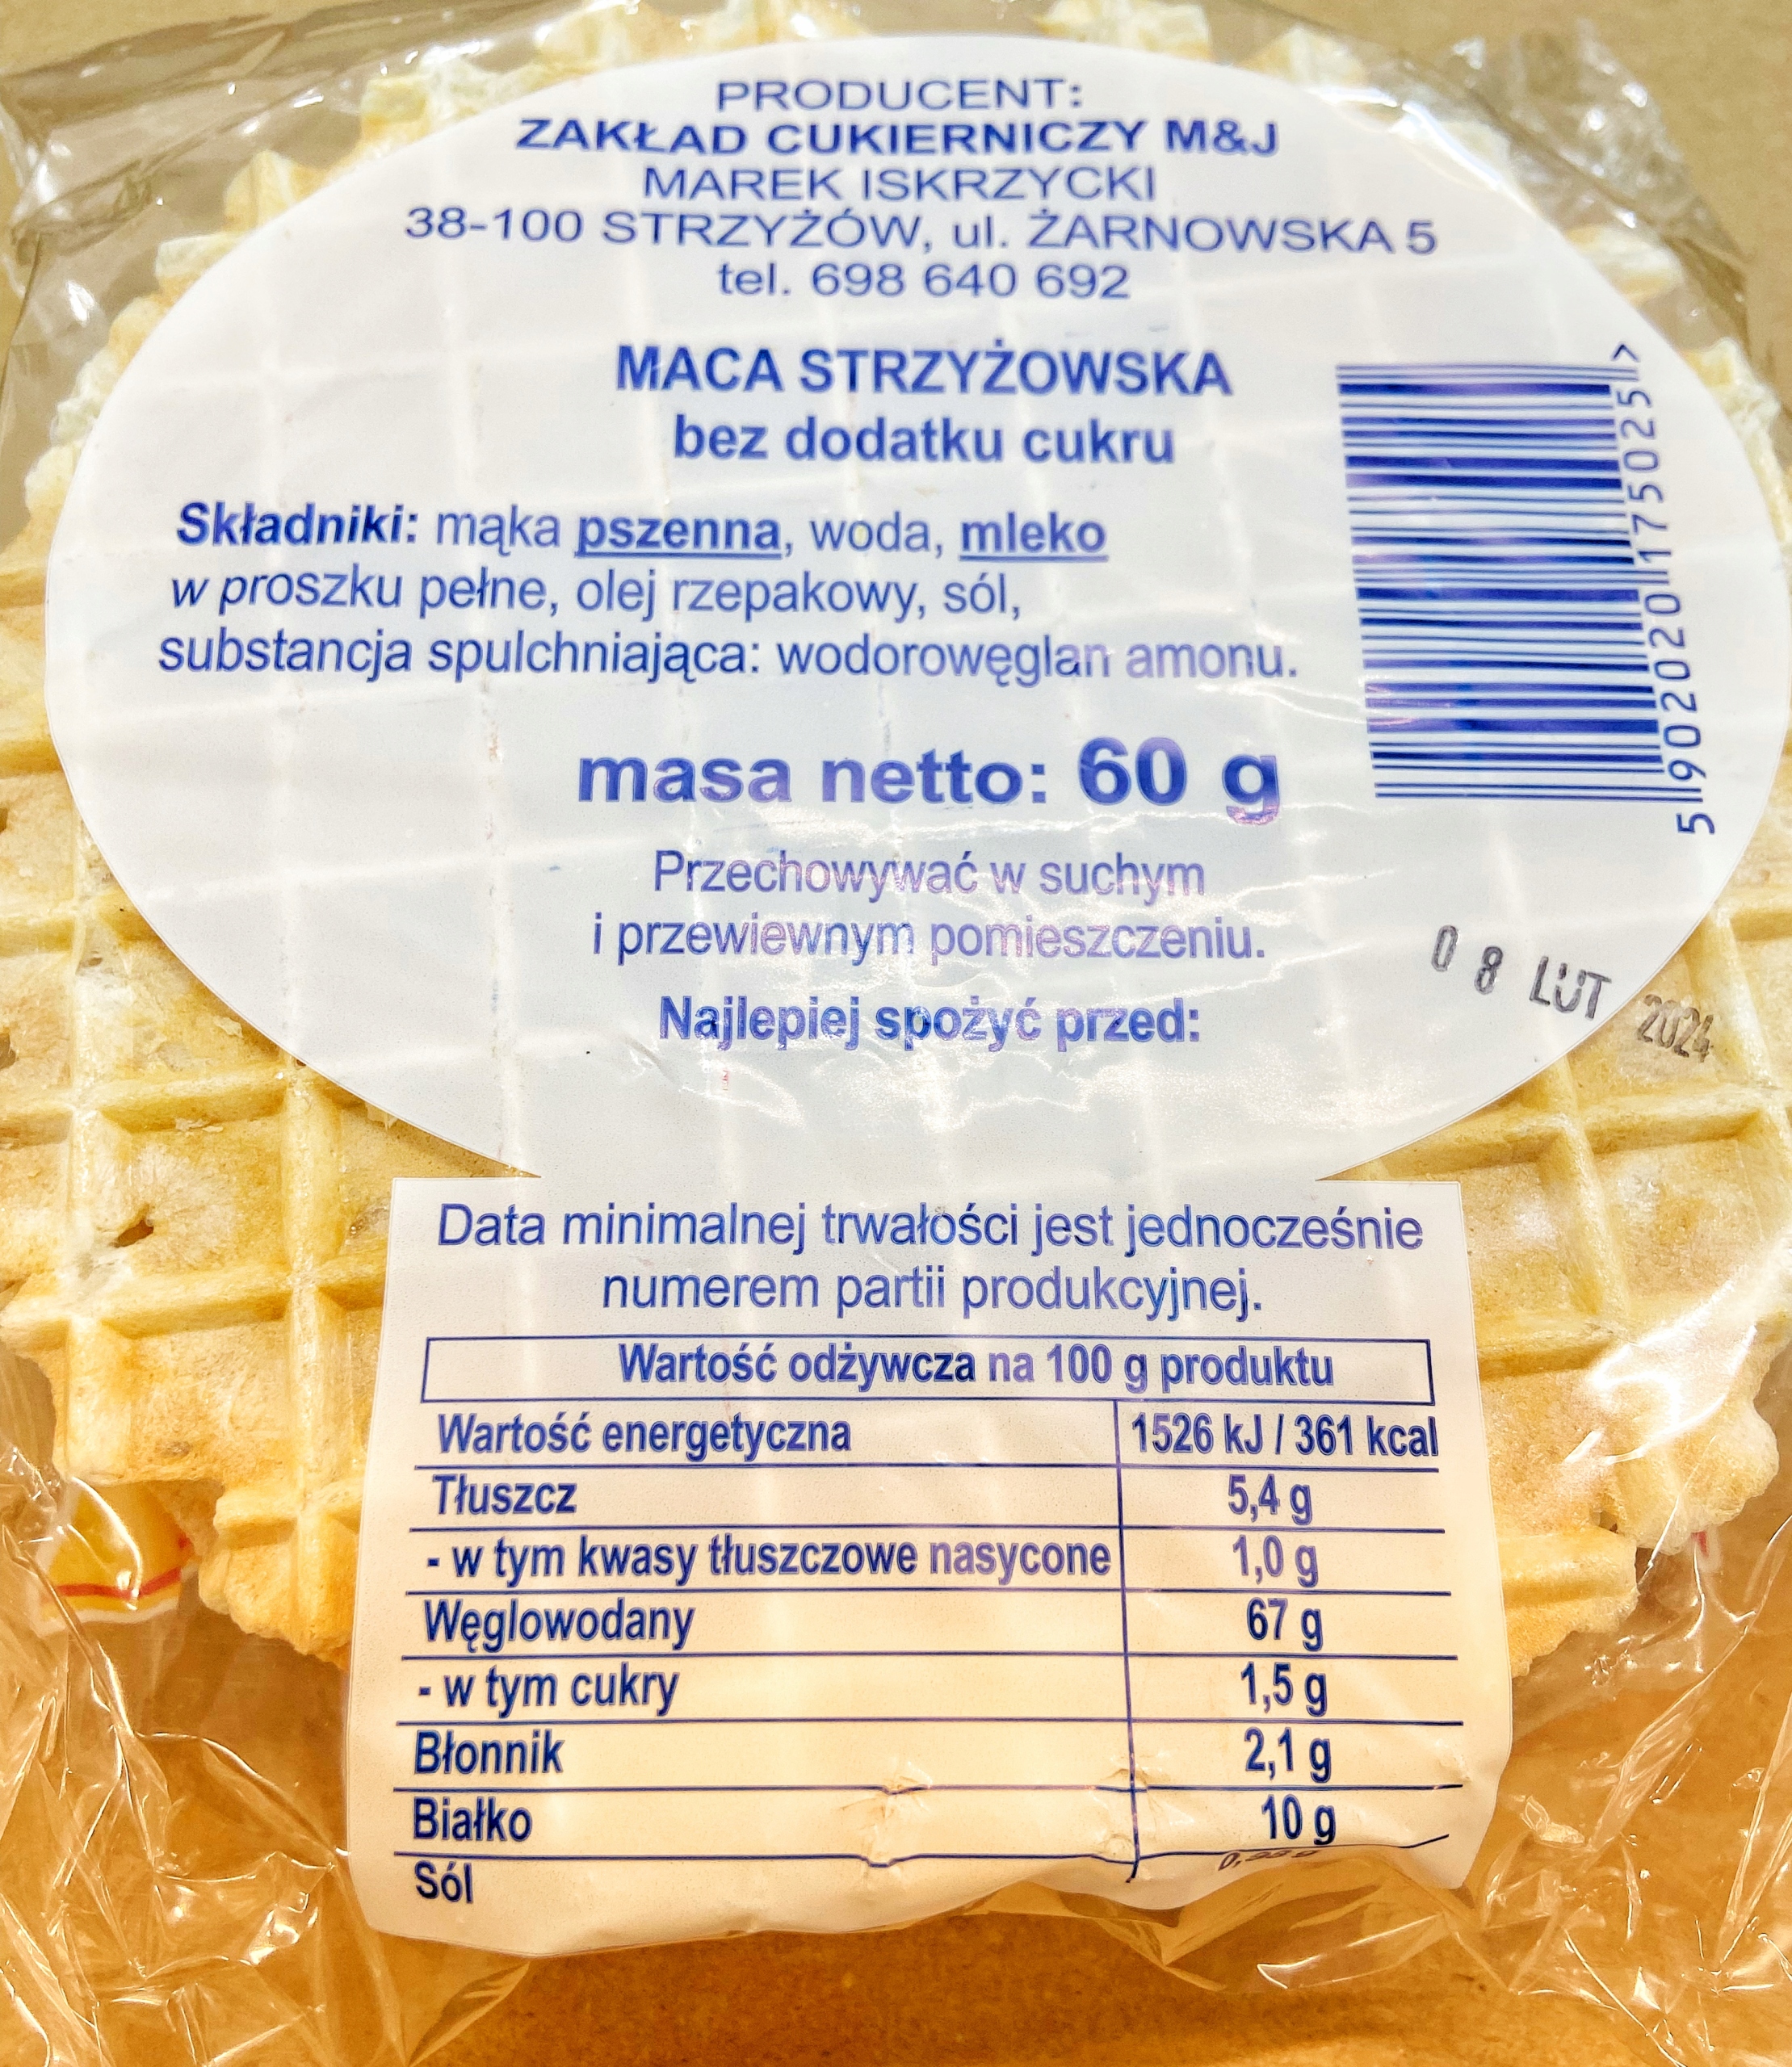 PRODUCENT:
ZAKŁAD CUKIERNICZY M&J
MAREK ISKRZYCKI
38-100 STRZYŻÓW, ul. ŻARNOWSKA 5
tel. 698 640 692
MACA STRZYŻOWSKA
bez dodatku cukru
Składniki: mąka pszenna, woda, mleko
w proszku pełne, olej rzepakowy, sól,
substancja spulchniająca: wodorowęglan amonu.
masa netto: 60 g
Przechowywać w suchym
i przewiewnym pomieszczeniu.
Najlepiej spożyć przed:
08 LUT 2024
5 902020 175025 >
Data minimalnej trwałości jest jednocześnie
numerem partii produkcyjnej.
Wartość odżywcza na 100 g produktu
Wartość energetyczna 1526 kJ / 361 kcal
Tłuszcz 5,4 g
- w tym kwasy tłuszczowe nasycone 1,0 g
Węglowodany 67 g
- w tym cukry 1,5 g
Błonnik 2,1 g
Białko 10 g
Sól